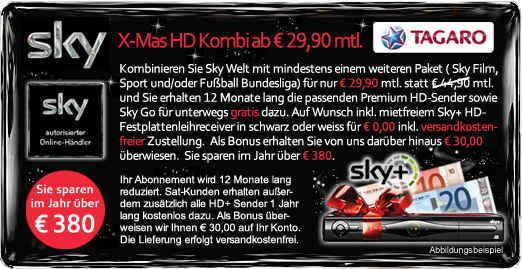 sky
X-Mas HD Kombi ab € 29,90 mtl.
TAGARO
Kombinieren Sie Sky Welt mit mindestens einem weiteren Paket ( Sky Film,
Sport und/oder Fußball Bundesliga) für nur € 29,90 mtl. statt € 44,90 mtl.
und Sie erhalten 12 Monate lang die passenden Premium HD-Sender sowie
Sky Go für unterwegs gratis dazu. Auf Wunsch inkl. mietfreiem Sky+ HD-
Festplattenleihreceiver in schwarz oder weiss für € 0,00 inkl. versandkosten-
freier Zustellung.  Als Bonus erhalten Sie von uns darüber hinaus € 30,00
überwiesen.  Sie sparen im Jahr über € 380.
sky
autorisierter
Online-Händler
Sie sparen
im Jahr über
€ 380
Ihr Abonnement wird 12 Monate lang
reduziert. Sat-Kunden erhalten außer-
dem zusätzlich alle HD+ Sender 1 Jahr
lang kostenlos dazu. Als Bonus über-
weisen wir Ihnen € 30,00 auf Ihr Konto.
Die Lieferung erfolgt versandkostenfrei.
sky+
10
20
Abbildungsbeispiel